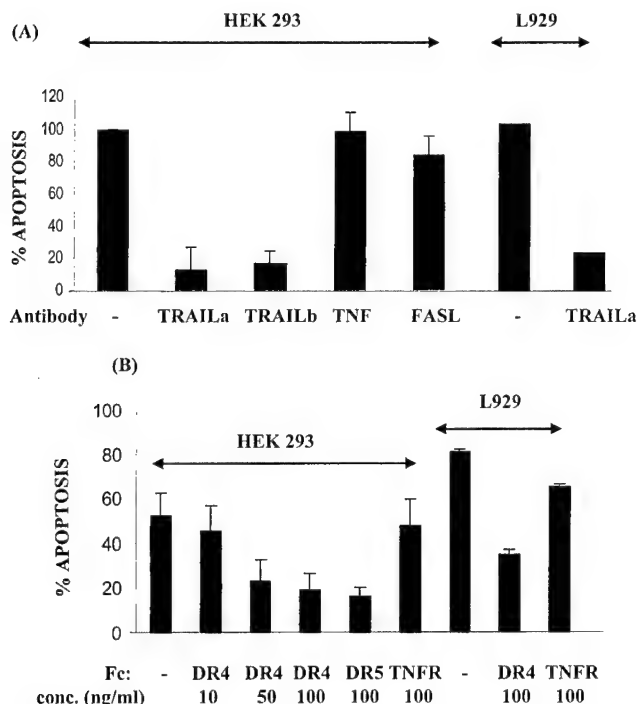 (A)
HEK 293
L929
% APOPTOSIS
120
100
80
60
40
20
0
Antibody - TRAILa TRAILb TNF FASL - TRAILa
(B)
HEK 293
L929
% APOPTOSIS
100
80
60
40
20
0
Fc: - DR4 DR4 DR4 DR5 TNFR - DR4 TNFR
conc. (ng/ml) 10 50 100 100 100 100 100